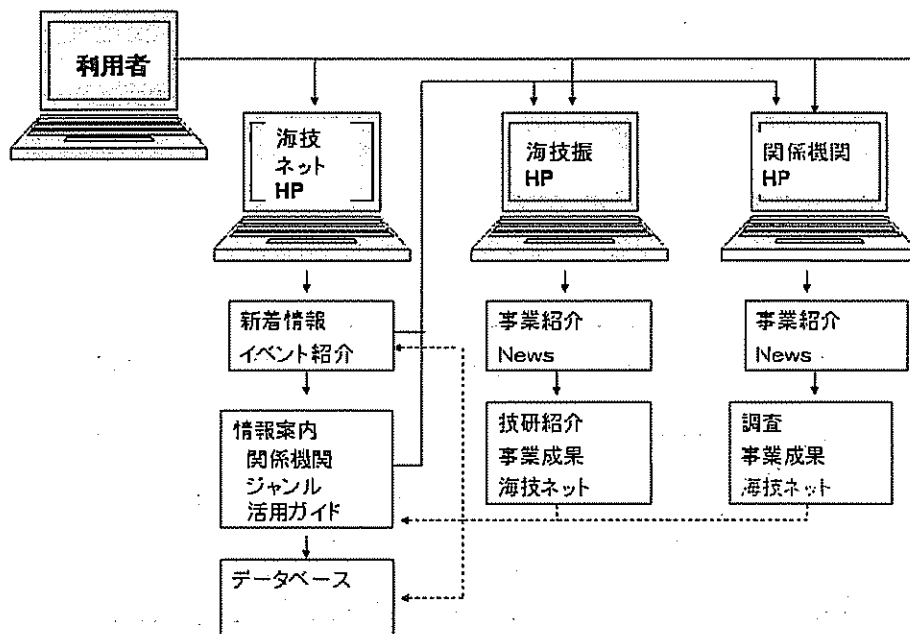 利用者
海技
ネット
HP
海技振
HP
関係機関
HP
新着情報
イベント紹介
事業紹介
News
事業紹介
News
情報案内
関係機関
ジャンル
活用ガイド
技研紹介
事業成果
海技ネット
調査
事業成果
海技ネット
データベース